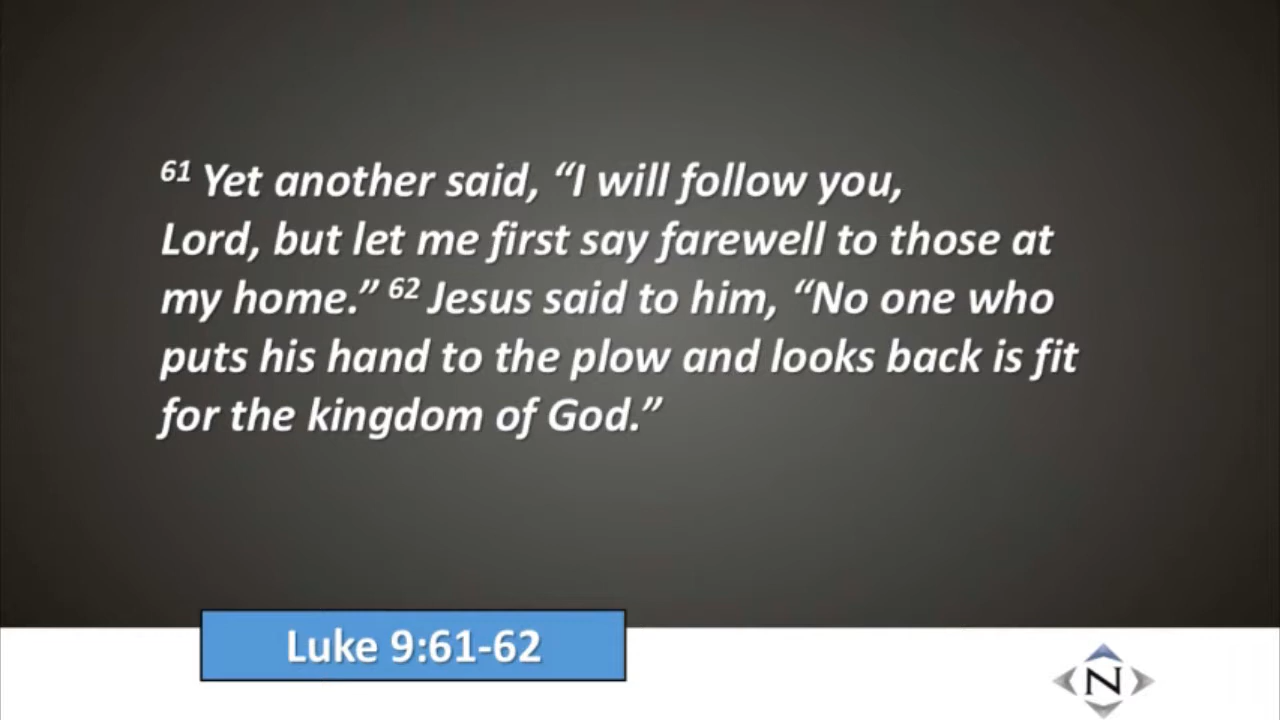 61 Yet another said, “I will follow you,
Lord, but let me first say farewell to those at
my home.” 62 Jesus said to him, “No one who
puts his hand to the plow and looks back is fit
for the kingdom of God.”
Luke 9:61-62
N